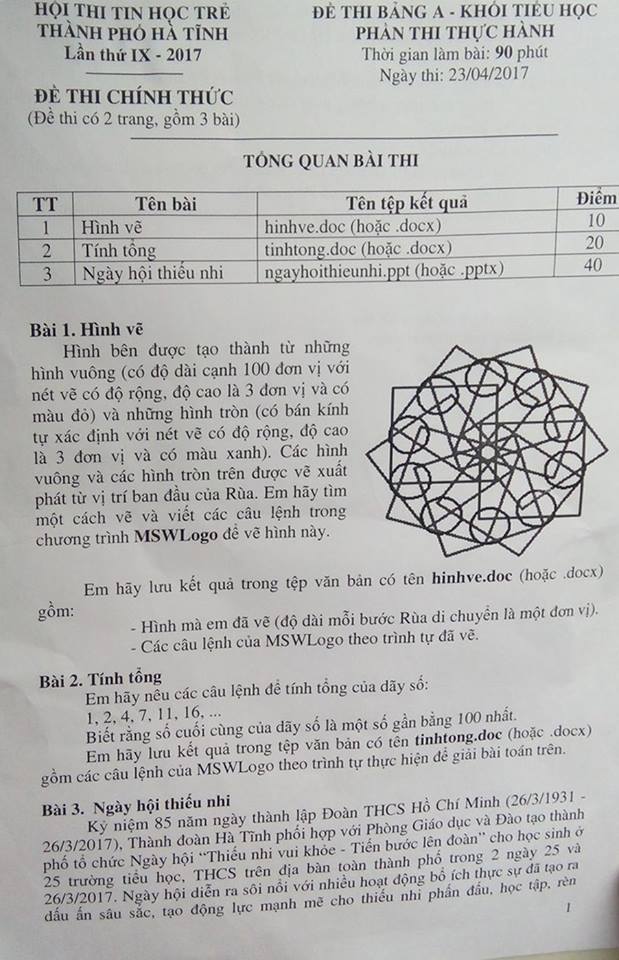 HỘI THI TIN HỌC TRẺ
THÀNH PHỐ HÀ TĨNH
Lần thứ IX - 2017
ĐỀ THI CHÍNH THỨC
(Đề thi có 2 trang, gồm 3 bài)
ĐỀ THI BẢNG A - KHỐI TIỂU HỌC
PHẦN THI THỰC HÀNH
Thời gian làm bài: 90 phút
Ngày thi: 23/04/2017
TỔNG QUAN BÀI THI
TT Tên bài Tên tệp kết quả Điểm
1 Hình vẽ hinhve.doc (hoặc .docx) 10
2 Tính tổng tinhtong.doc (hoặc .docx) 20
3 Ngày hội thiếu nhi ngayhoithieunhi.ppt (hoặc .pptx) 40
Bài 1. Hình vẽ
Hình bên được tạo thành từ những
hình vuông (có độ dài cạnh 100 đơn vị với
nét vẽ có độ rộng, độ cao là 3 đơn vị và có
màu đỏ) và những hình tròn (có bán kính
tự xác định với nét vẽ có độ rộng, độ cao
là 3 đơn vị và có màu xanh). Các hình
vuông và các hình tròn trên được vẽ xuất
phát từ vị trí ban đầu của Rùa. Em hãy tìm
một cách vẽ và viết các câu lệnh trong
chương trình MSWLogo để vẽ hình này.
Em hãy lưu kết quả trong tệp văn bản có tên hinhve.doc (hoặc .docx)
gồm:
- Hình mà em đã vẽ (độ dài mỗi bước Rùa di chuyển là một đơn vị).
- Các câu lệnh của MSWLogo theo trình tự đã vẽ.
Bài 2. Tính tổng
Em hãy nêu các câu lệnh để tính tổng của dãy số:
1, 2, 4, 7, 11, 16, ...
Biết rằng số cuối cùng của dãy số là một số gần bằng 100 nhất.
Em hãy lưu kết quả trong tệp văn bản có tên tinhtong.doc (hoặc .docx)
gồm các câu lệnh của MSWLogo theo trình tự thực hiện để giải bài toán trên.
Bài 3. Ngày hội thiếu nhi
Kỷ niệm 85 năm ngày thành lập Đoàn THCS Hồ Chí Minh (26/3/1931 -
26/3/2017), Thành đoàn Hà Tĩnh phối hợp với Phòng Giáo dục và Đào tạo thành
phố tổ chức Ngày hội "Thiếu nhi vui khỏe - Tiến bước lên đoàn" cho học sinh ở
25 trường tiểu học, THCS trên địa bàn toàn thành phố trong 2 ngày 25 và
26/3/2017. Ngày hội diễn ra sôi nổi với nhiều hoạt động bổ ích thực sự đã tạo ra
dấu ấn sâu sắc, tạo động lực mạnh mẽ cho thiếu nhi phấn đấu, học tập, rèn
1